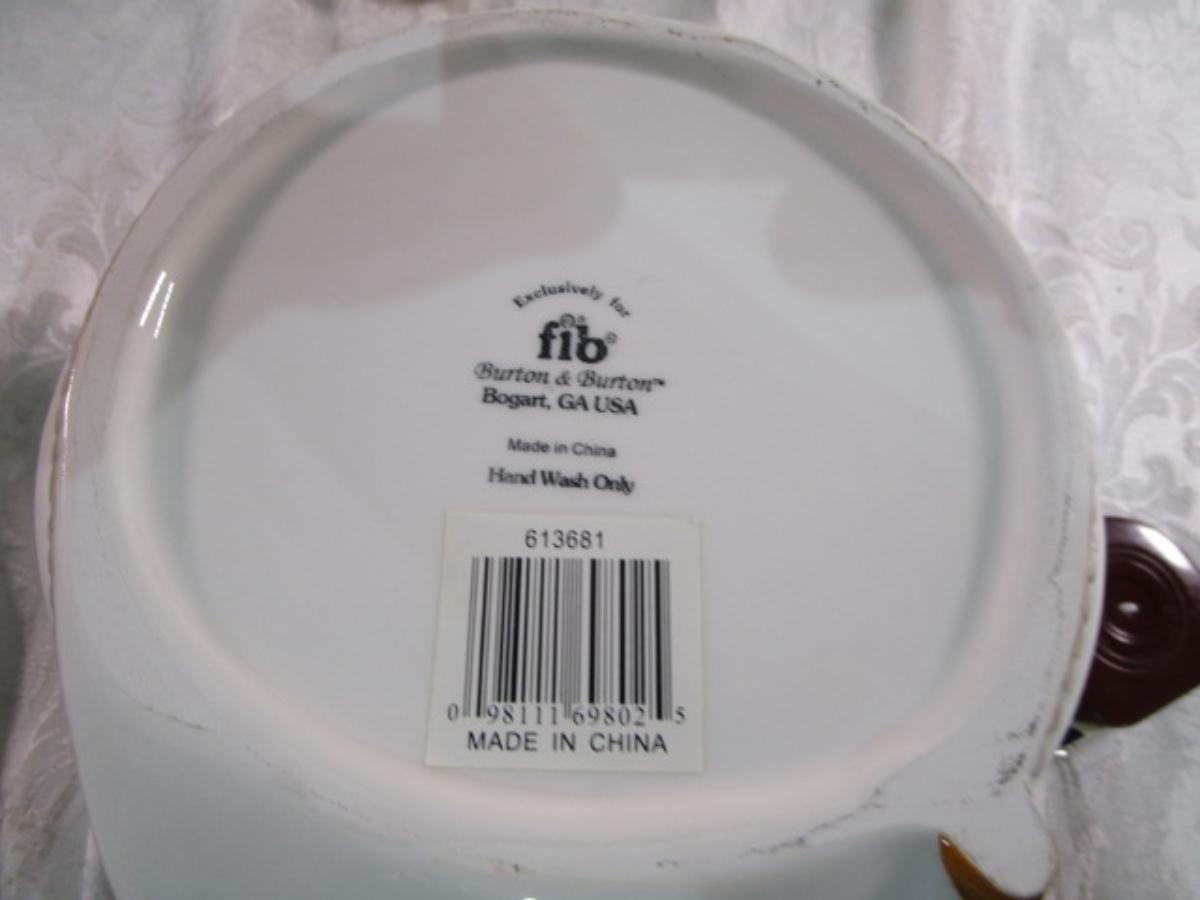 Exclusively for
fib®
Burton & Burton™
Bogart, GA USA
Made in China
Hand Wash Only
613681
0 98111 69802 5
MADE IN CHINA